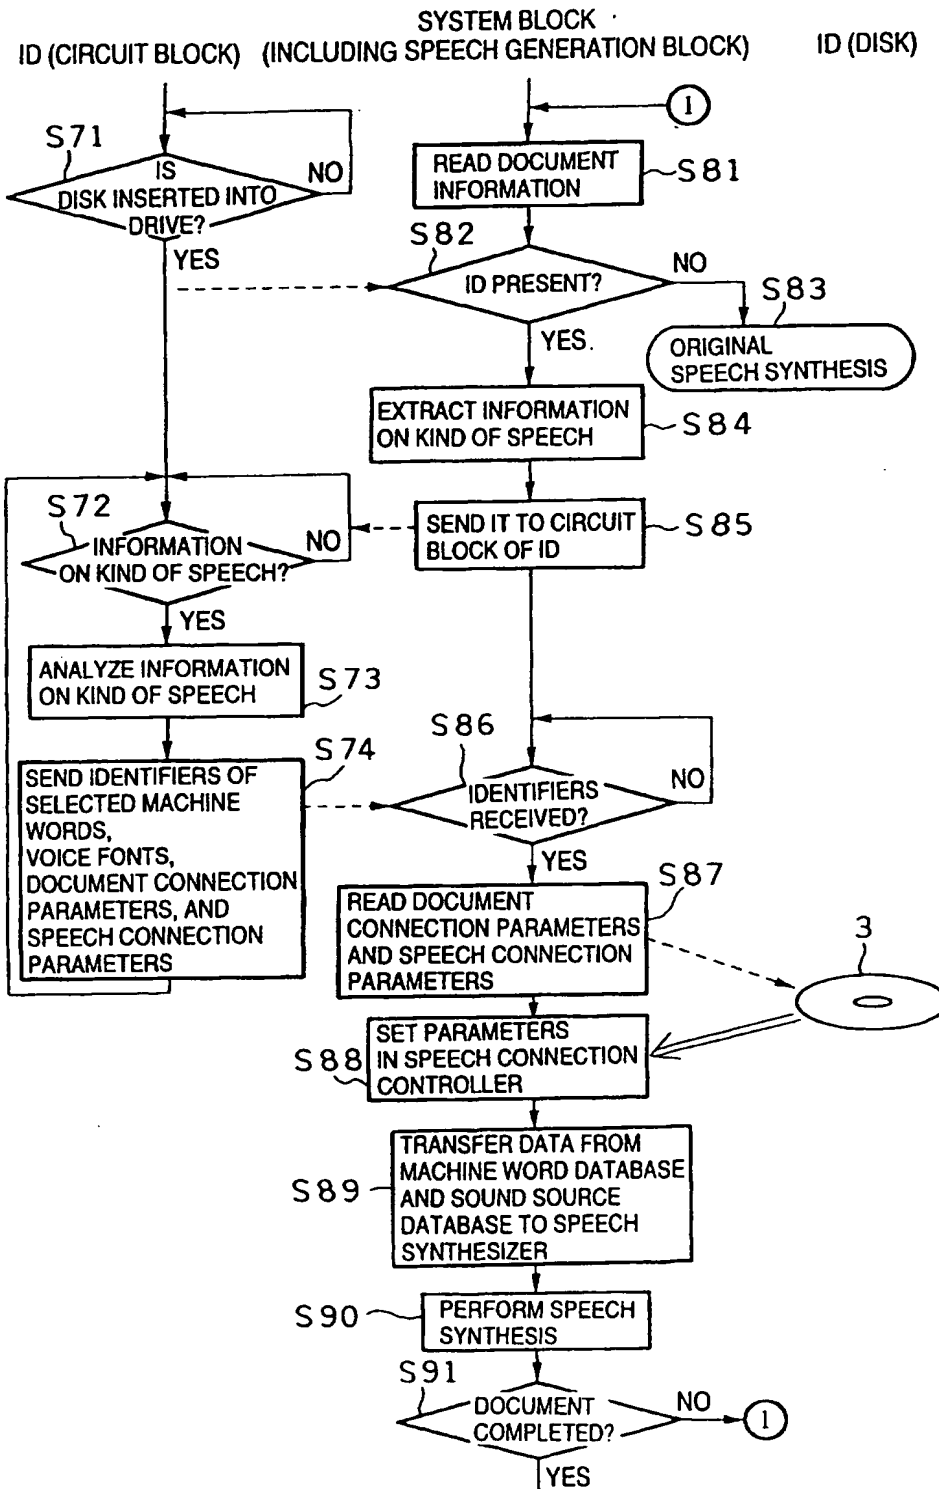 SYSTEM BLOCK
ID (CIRCUIT BLOCK) (INCLUDING SPEECH GENERATION BLOCK) ID (DISK)
1
S71
IS
DISK INSERTED INTO
DRIVE?
NO
YES
READ DOCUMENT
INFORMATION
S81
S82
ID PRESENT?
NO
YES.
S83
ORIGINAL
SPEECH SYNTHESIS
EXTRACT INFORMATION
ON KIND OF SPEECH
S84
S72
INFORMATION
ON KIND OF SPEECH?
NO
YES
SEND IT TO CIRCUIT
BLOCK OF ID
S85
ANALYZE INFORMATION
ON KIND OF SPEECH
S73
S74
SEND IDENTIFIERS OF
SELECTED MACHINE
WORDS,
VOICE FONTS,
DOCUMENT CONNECTION
PARAMETERS, AND
SPEECH CONNECTION
PARAMETERS
S86
IDENTIFIERS
RECEIVED?
NO
YES
S87
READ DOCUMENT
CONNECTION PARAMETERS
AND SPEECH CONNECTION
PARAMETERS
3
S88
SET PARAMETERS
IN SPEECH CONNECTION
CONTROLLER
S89
TRANSFER DATA FROM
MACHINE WORD DATABASE
AND SOUND SOURCE
DATABASE TO SPEECH
SYNTHESIZER
S90
PERFORM SPEECH
SYNTHESIS
S91
DOCUMENT
COMPLETED?
NO
1
YES